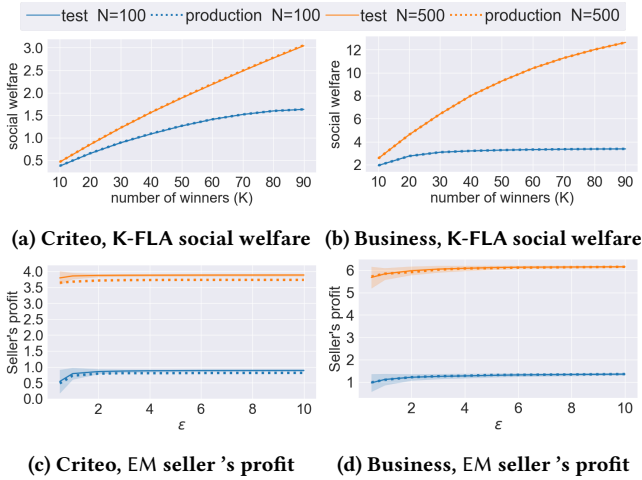 test N=100 production N=100 test N=500 production N=500
social welfare
3.0
2.5
2.0
1.5
1.0
0.5
10 20 30 40 50 60 70 80 90
number of winners (K)
social welfare
12
10
8
6
4
2
10 20 30 40 50 60 70 80 90
number of winners (K)
(a) Criteo, K-FLA social welfare
(b) Business, K-FLA social welfare
Seller's profit
4.0
3.5
3.0
2.5
2.0
1.5
1.0
0.5
0.0
2 4 6 8 10
ε
Seller's profit
6
5
4
3
2
1
2 4 6 8 10
ε
(c) Criteo, EM seller 's profit
(d) Business, EM seller 's profit